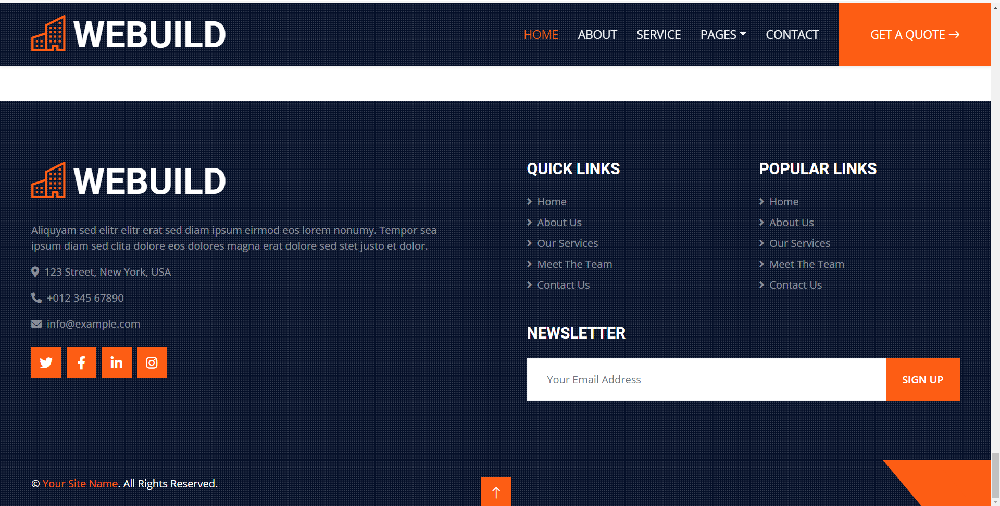 WEBUILD
HOME ABOUT SERVICE PAGES CONTACT GET A QUOTE →
WEBUILD
Aliquyam sed elitr elitr erat sed diam ipsum eirmod eos lorem nonumy. Tempor sea
ipsum diam sed clita dolore eos dolores magna erat dolore sed stet justo et dolor.
123 Street, New York, USA
+012 345 67890
info@example.com
QUICK LINKS
Home
About Us
Our Services
Meet The Team
Contact Us
POPULAR LINKS
Home
About Us
Our Services
Meet The Team
Contact Us
NEWSLETTER
Your Email Address
SIGN UP
© Your Site Name. All Rights Reserved.